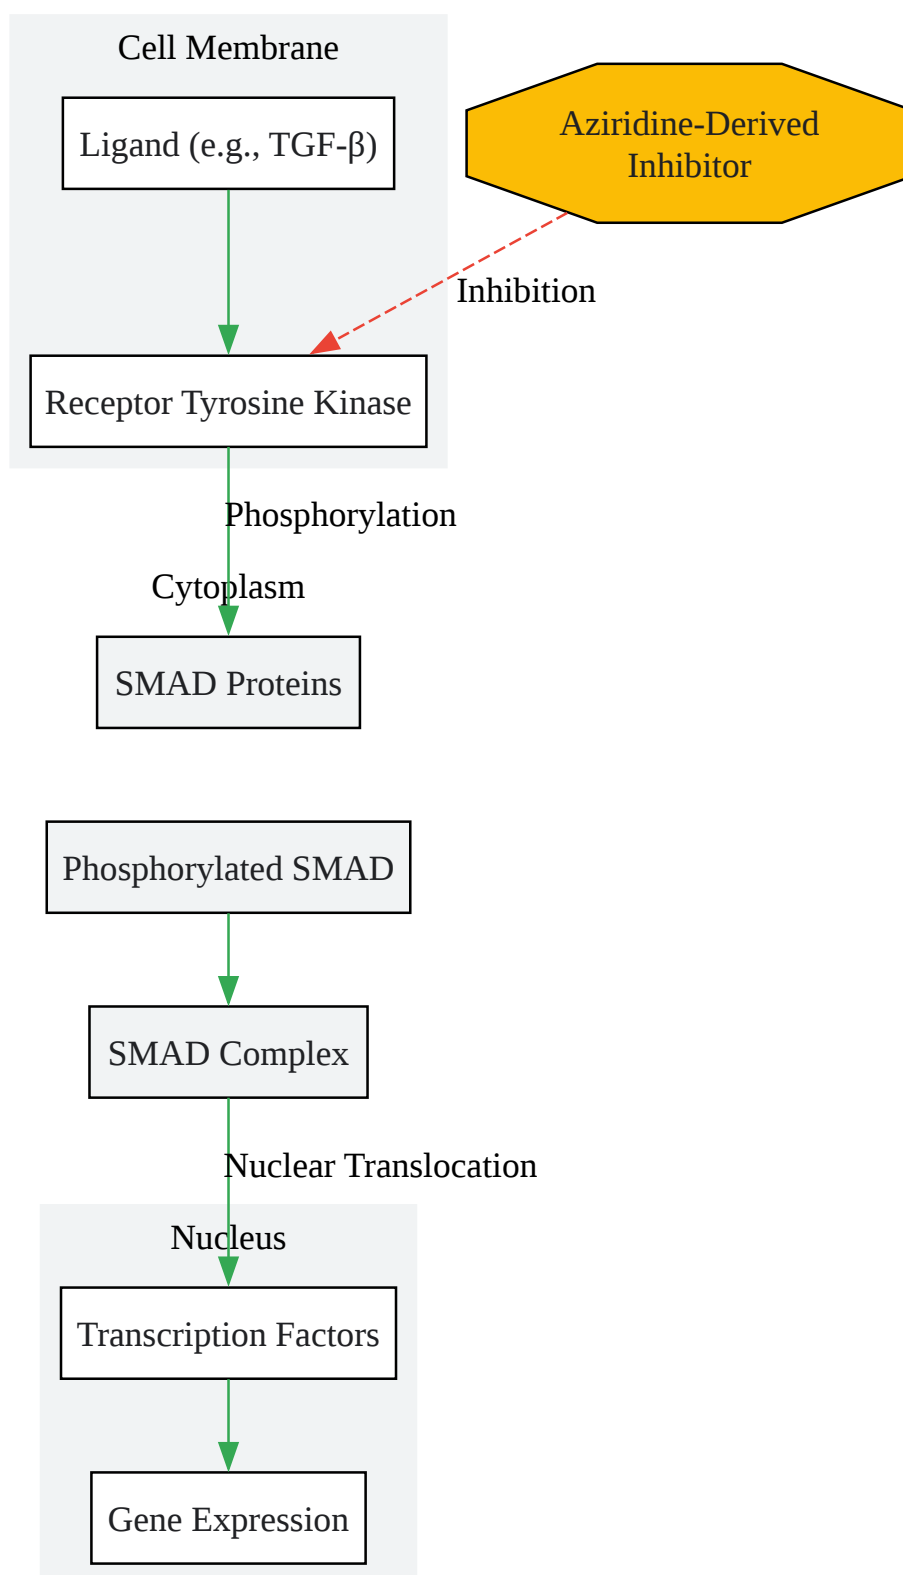 Cell Membrane
Ligand (e.g., TGF-β)
Aziridine-Derived
Inhibitor
Inhibition
Receptor Tyrosine Kinase
Phosphorylation
Cytoplasm
SMAD Proteins
Phosphorylated SMAD
SMAD Complex
Nuclear Translocation
Nucleus
Transcription Factors
Gene Expression